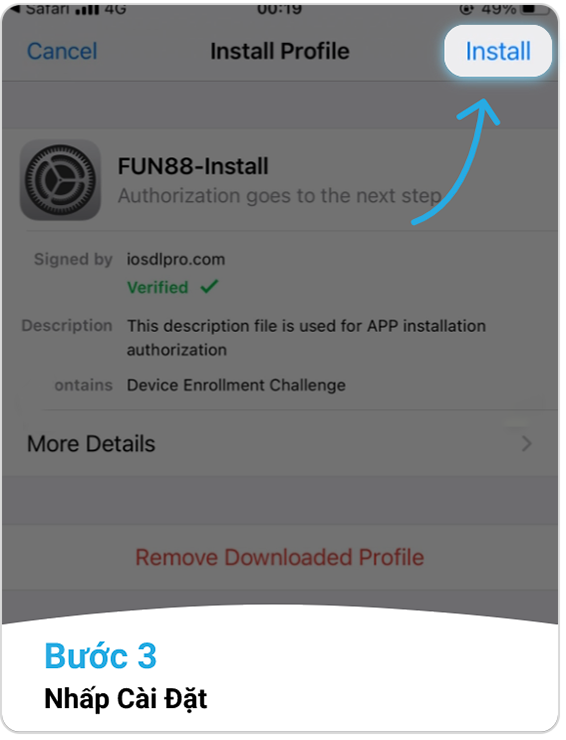 Safari 4G 00:19 49%
Cancel Install Profile Install
FUN88-Install
Authorization goes to the next step
Signed by iosdlpro.com
Verified
Description This description file is used for APP installation
authorization
ontains Device Enrollment Challenge
More Details
Remove Downloaded Profile
Bước 3
Nhấp Cài Đặt